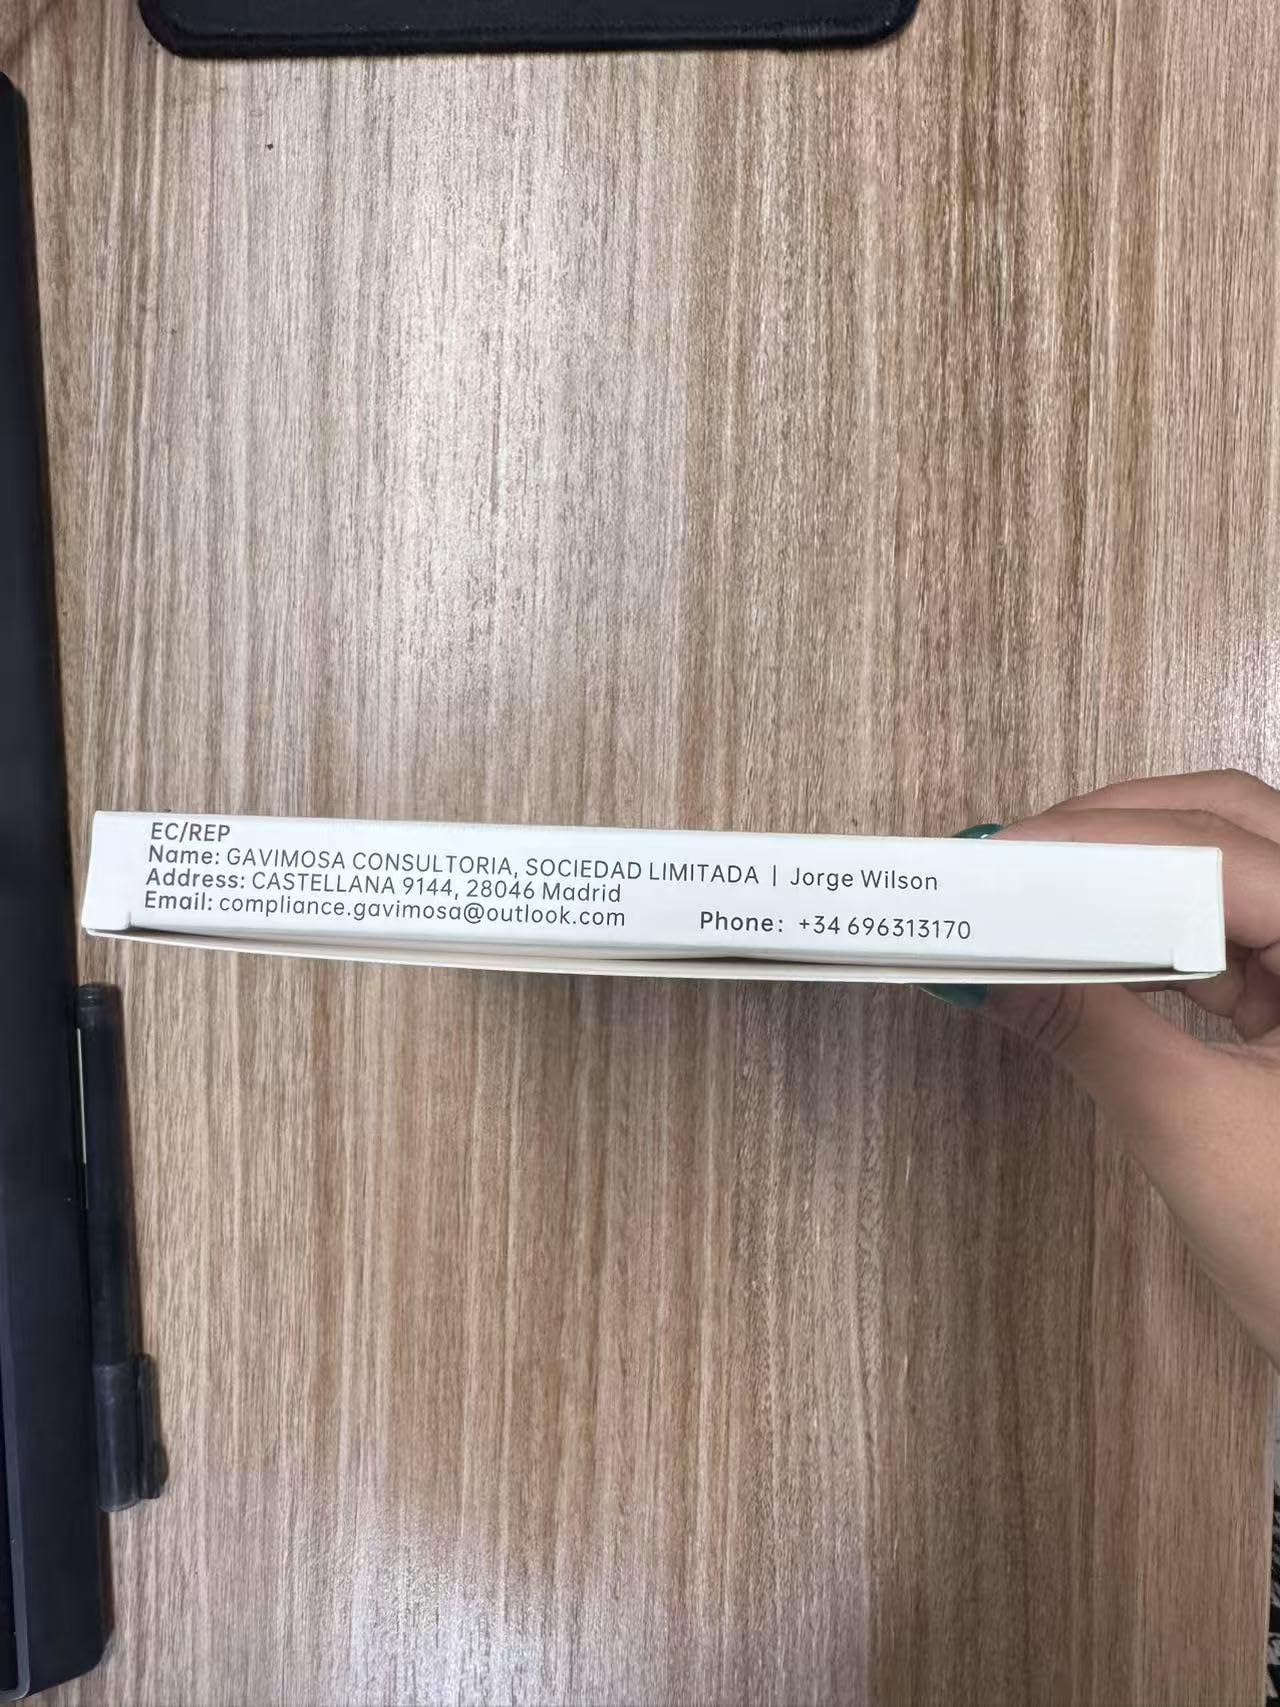 EC/REP
Name: GAVIMOSA CONSULTORIA, SOCIEDAD LIMITADA | Jorge Wilson
Address: CASTELLANA 9144, 28046 Madrid
Email: compliance.gavimosa@outlook.com Phone: +34 696313170